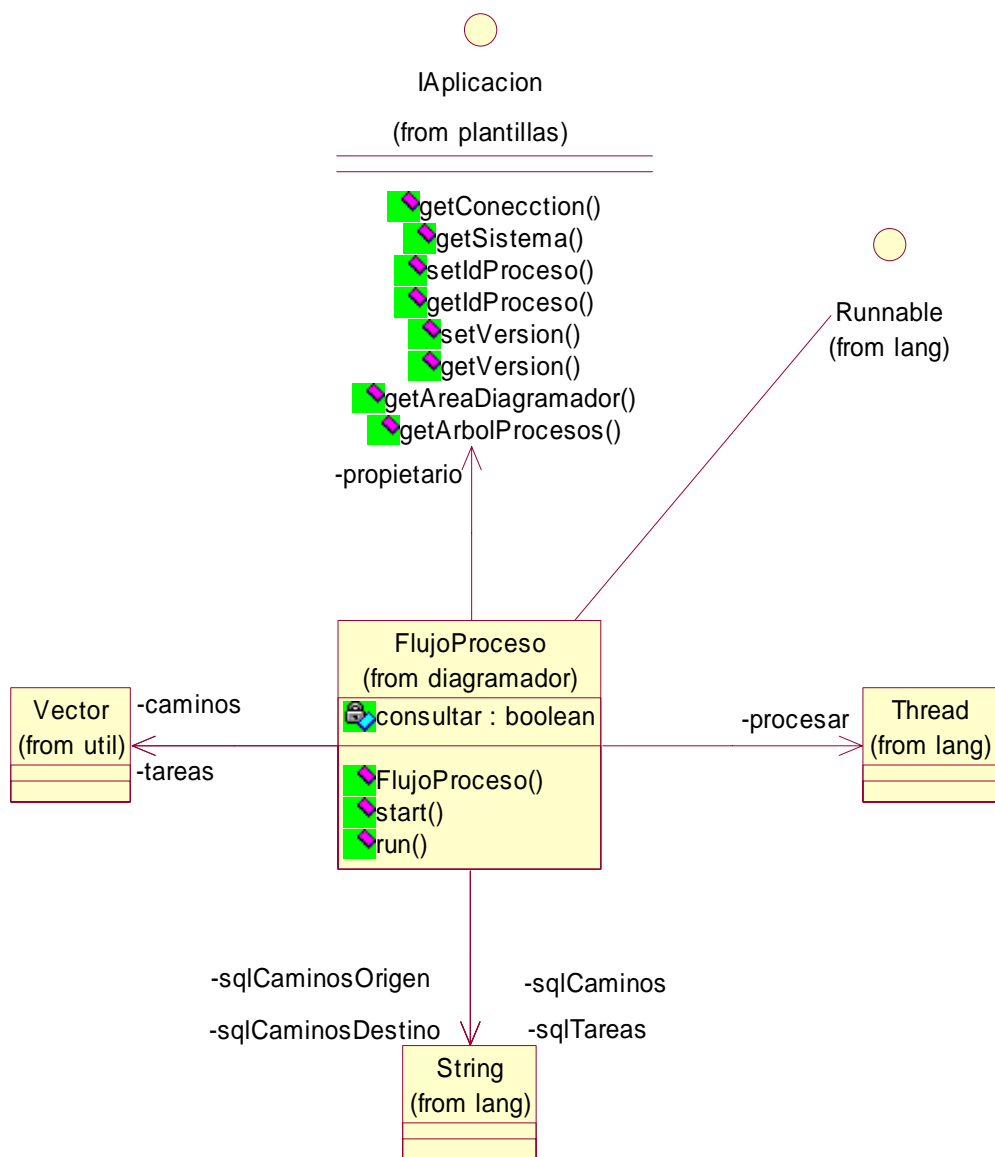 IAplicacion
(from plantillas)
getConecction()
getSistema()
setIdProceso()
getIdProceso()
setVersion()
getVersion()
getAreaDiagramador()
getArbolProcesos()
Runnable
(from lang)
-propietario
FlujoProceso
(from diagramador)
consultar : boolean
FlujoProceso()
start()
run()
Vector
(from util)
-caminos
-tareas
-procesar
Thread
(from lang)
-sqlCaminosOrigen
-sqlCaminos
-sqlCaminosDestino
-sqlTareas
String
(from lang)